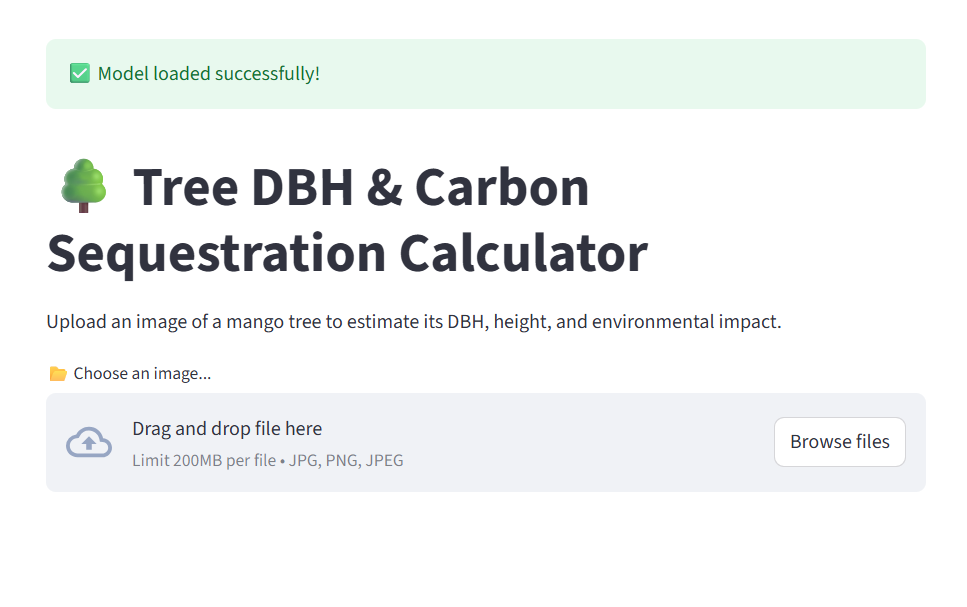 ✅ Model loaded successfully!
🌳 Tree DBH & Carbon
Sequestration Calculator
Upload an image of a mango tree to estimate its DBH, height, and environmental impact.
📂 Choose an image...
Drag and drop file here
Limit 200MB per file • JPG, PNG, JPEG
Browse files